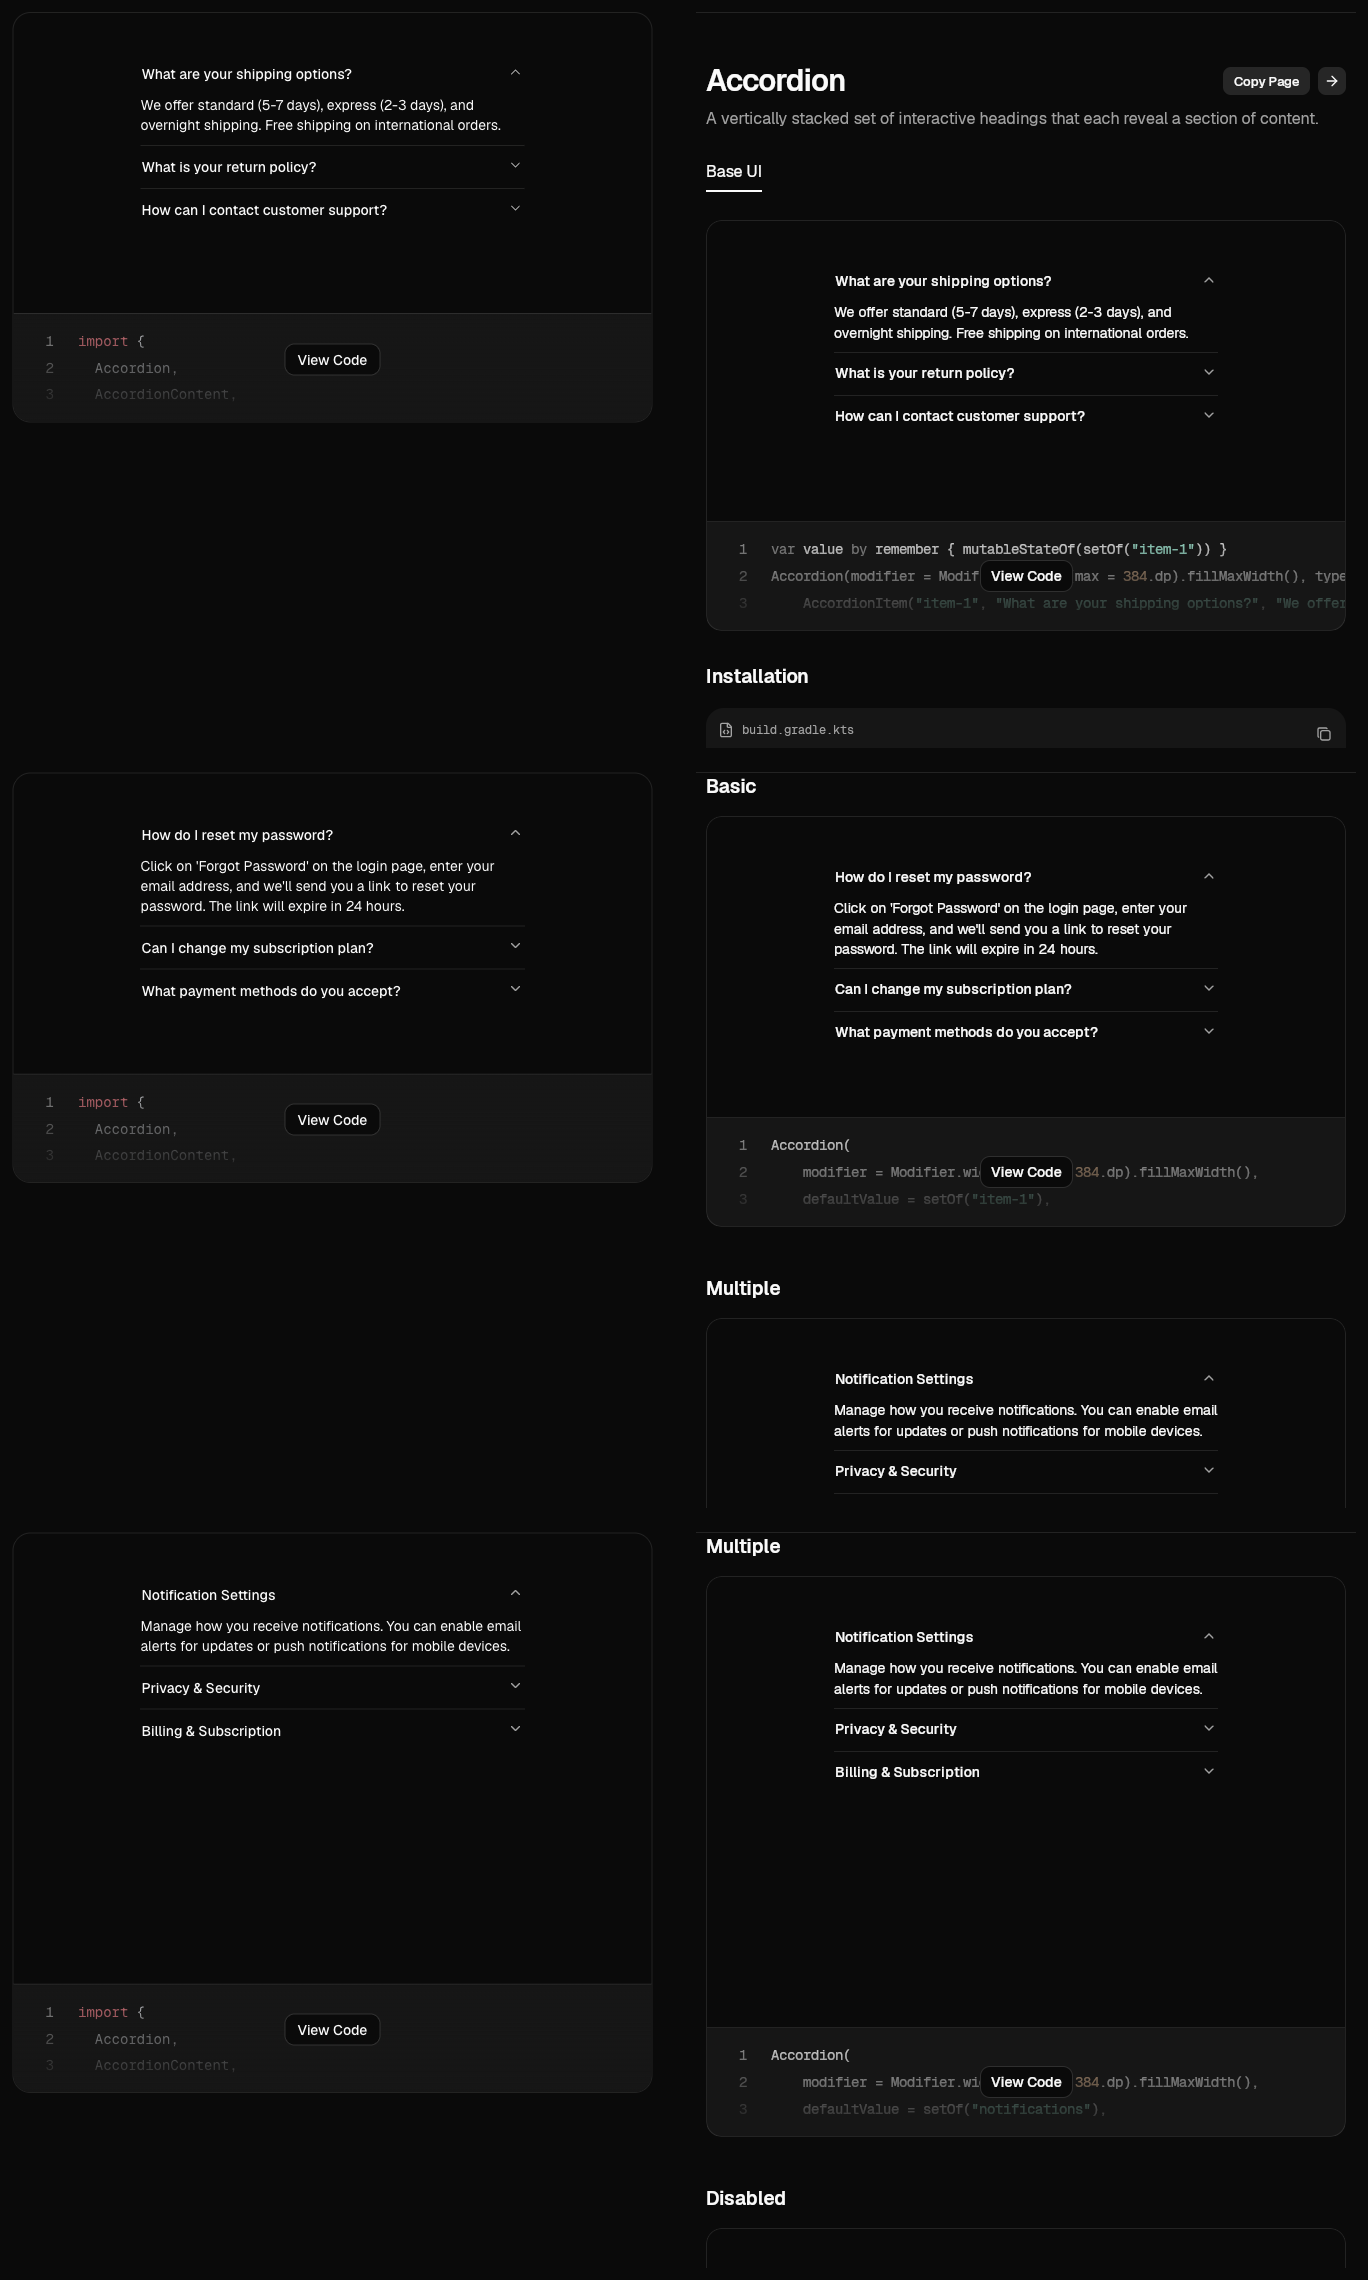 What are your shipping options?
We offer standard (5-7 days), express (2-3 days), and
overnight shipping. Free shipping on international orders.
What is your return policy?
How can I contact customer support?
1 import {
2 Accordion,
3 AccordionContent,
View Code
Accordion
Copy Page
A vertically stacked set of interactive headings that each reveal a section of content.
Base UI
What are your shipping options?
We offer standard (5-7 days), express (2-3 days), and
overnight shipping. Free shipping on international orders.
What is your return policy?
How can I contact customer support?
1 var value by remember { mutableStateOf(setOf("item-1")) }
2 Accordion(modifier = Modif View Code max = 384.dp).fillMaxWidth(), type
3 AccordionItem("item-1", "What are your shipping options?", "We offer
Installation
build.gradle.kts
How do I reset my password?
Click on 'Forgot Password' on the login page, enter your
email address, and we'll send you a link to reset your
password. The link will expire in 24 hours.
Can I change my subscription plan?
What payment methods do you accept?
1 import {
2 Accordion,
3 AccordionContent,
View Code
Basic
How do I reset my password?
Click on 'Forgot Password' on the login page, enter your
email address, and we'll send you a link to reset your
password. The link will expire in 24 hours.
Can I change my subscription plan?
What payment methods do you accept?
1 Accordion(
2 modifier = Modifier.wi View Code 384.dp).fillMaxWidth(),
3 defaultValue = setOf("item-1"),
Multiple
Notification Settings
Manage how you receive notifications. You can enable email
alerts for updates or push notifications for mobile devices.
Privacy & Security
Notification Settings
Manage how you receive notifications. You can enable email
alerts for updates or push notifications for mobile devices.
Privacy & Security
Billing & Subscription
1 import {
2 Accordion,
3 AccordionContent,
View Code
Multiple
Notification Settings
Manage how you receive notifications. You can enable email
alerts for updates or push notifications for mobile devices.
Privacy & Security
Billing & Subscription
1 Accordion(
2 modifier = Modifier.wi View Code 384.dp).fillMaxWidth(),
3 defaultValue = setOf("notifications"),
Disabled